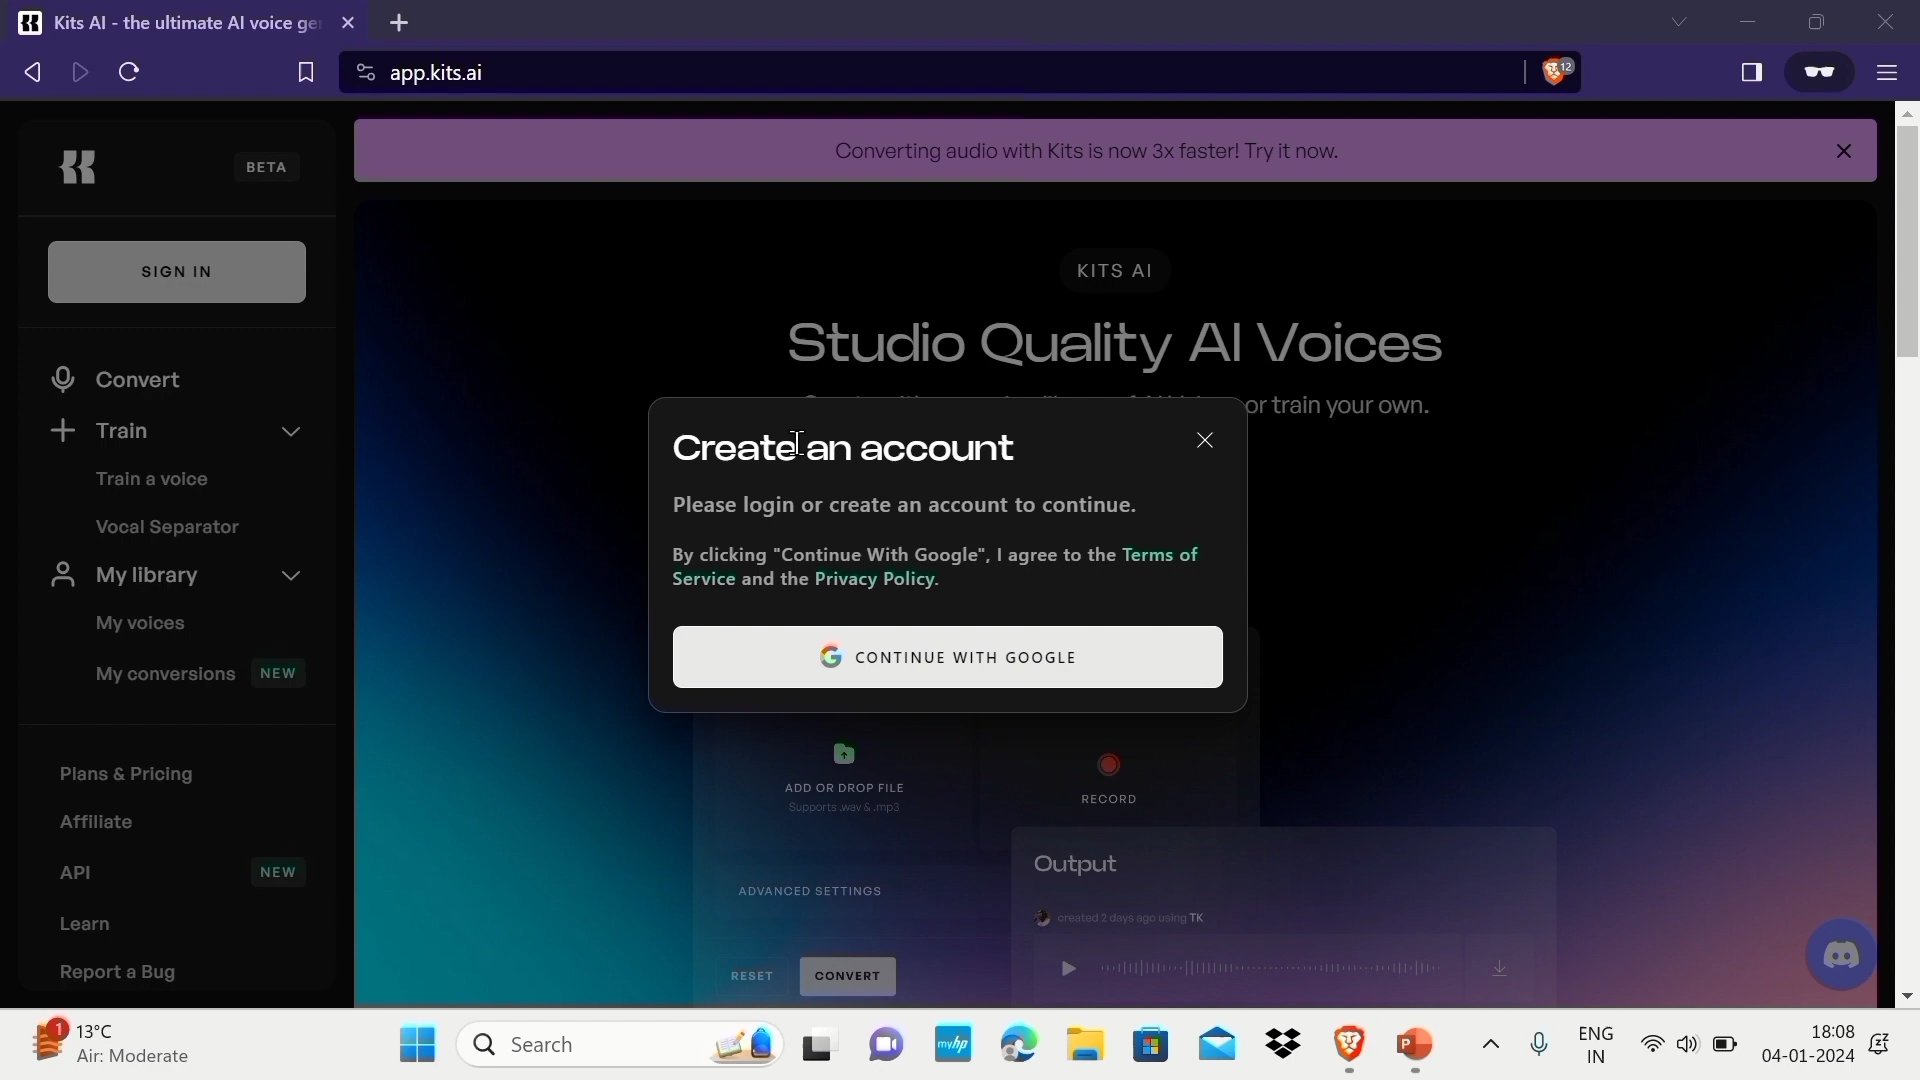 Kits AI - the ultimate AI voice ge
app.kits.ai
12
BETA
SIGN IN
Convert
Train
Train a voice
Vocal Separator
My library
My voices
My conversions NEW
Plans & Pricing
Affiliate
API NEW
Learn
Report a Bug
Converting audio with Kits is now 3x faster! Try it now.
KITS AI
Studio Quality AI Voices
or train your own.
Create an account
Please login or create an account to continue.
By clicking "Continue With Google", I agree to the Terms of
Service and the Privacy Policy.
CONTINUE WITH GOOGLE
ADD OR DROP FILE
Supports .wav & .mp3
RECORD
ADVANCED SETTINGS
RESET CONVERT
Output
created 2 days ago using TK
1
13°C
Air: Moderate
Search
myhp
P
ENG
IN
18:08
04-01-2024